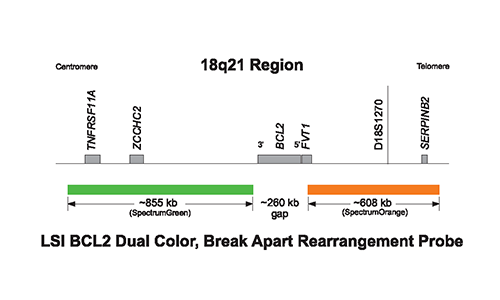 18q21 Region
Centromere
Telomere
TNFRSF11A
ZCCHC2
3'
BCL2
5'
FVT1
D18S1270
SERPINB2
~855 kb
(SpectrumGreen)
~260 kb
gap
~608 kb
(SpectrumOrange)
LSI BCL2 Dual Color, Break Apart Rearrangement Probe